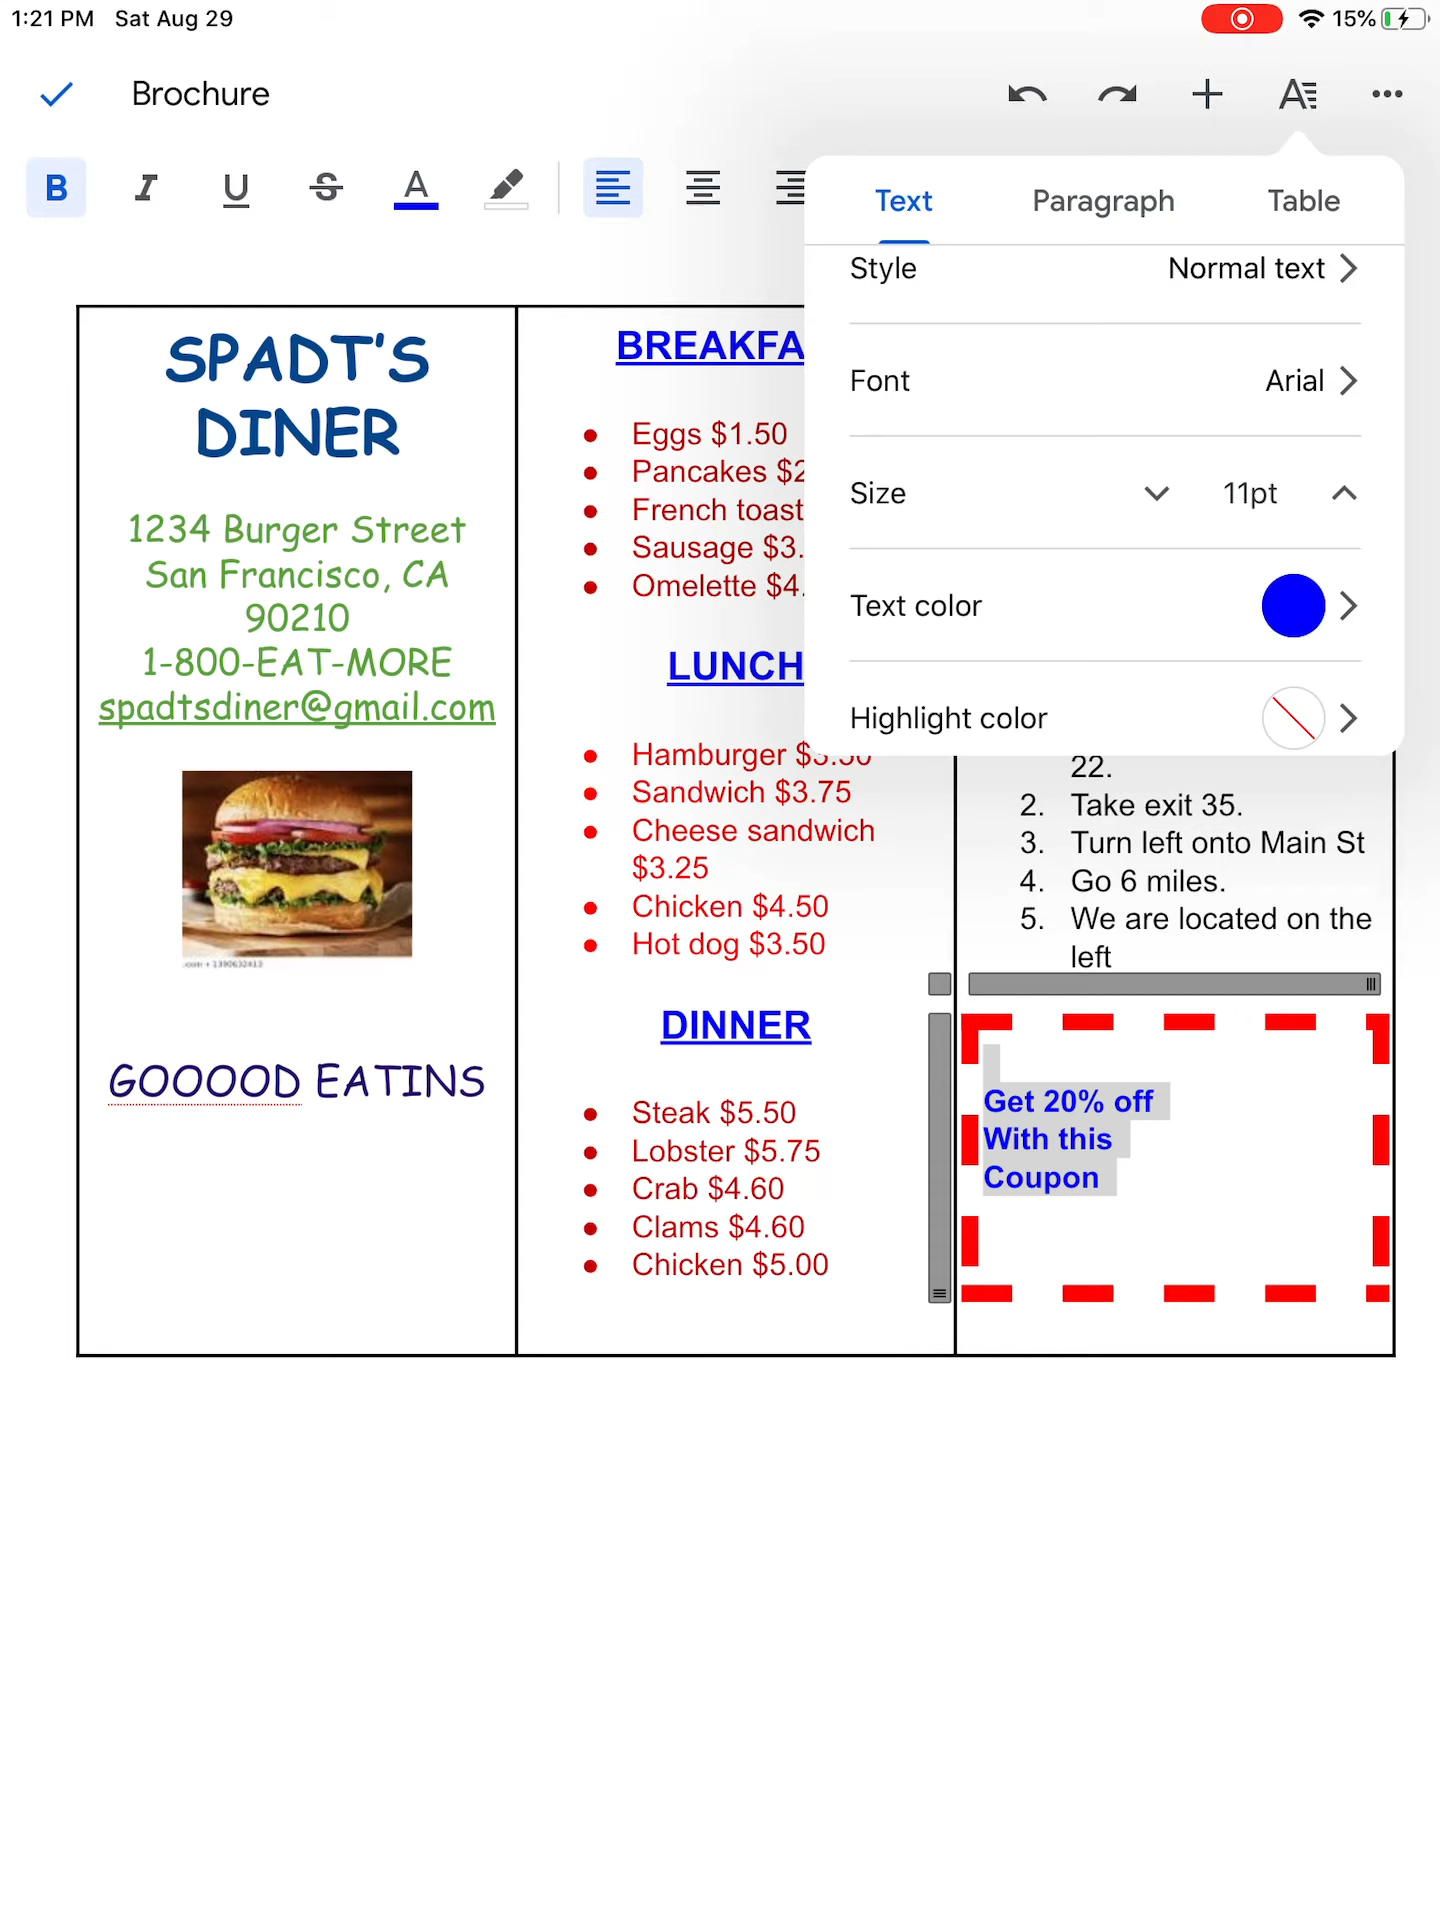 1:21 PM Sat Aug 29
15%
Brochure
B I U S A
Text Paragraph Table
Style Normal text
Font Arial
Size 11pt
Text color
Highlight color
SPADT'S
DINER
1234 Burger Street
San Francisco, CA
90210
1-800-EAT-MORE
spadtsdiner@gmail.com
GOOOOD EATINS
BREAKFA
Eggs $1.50
Pancakes $2
French toast
Sausage $3.
Omelette $4.
LUNCH
Hamburger $3.50
Sandwich $3.75
Cheese sandwich
$3.25
Chicken $4.50
Hot dog $3.50
DINNER
Steak $5.50
Lobster $5.75
Crab $4.60
Clams $4.60
Chicken $5.00
22.
2. Take exit 35.
3. Turn left onto Main St
4. Go 6 miles.
5. We are located on the
left
Get 20% off
With this
Coupon